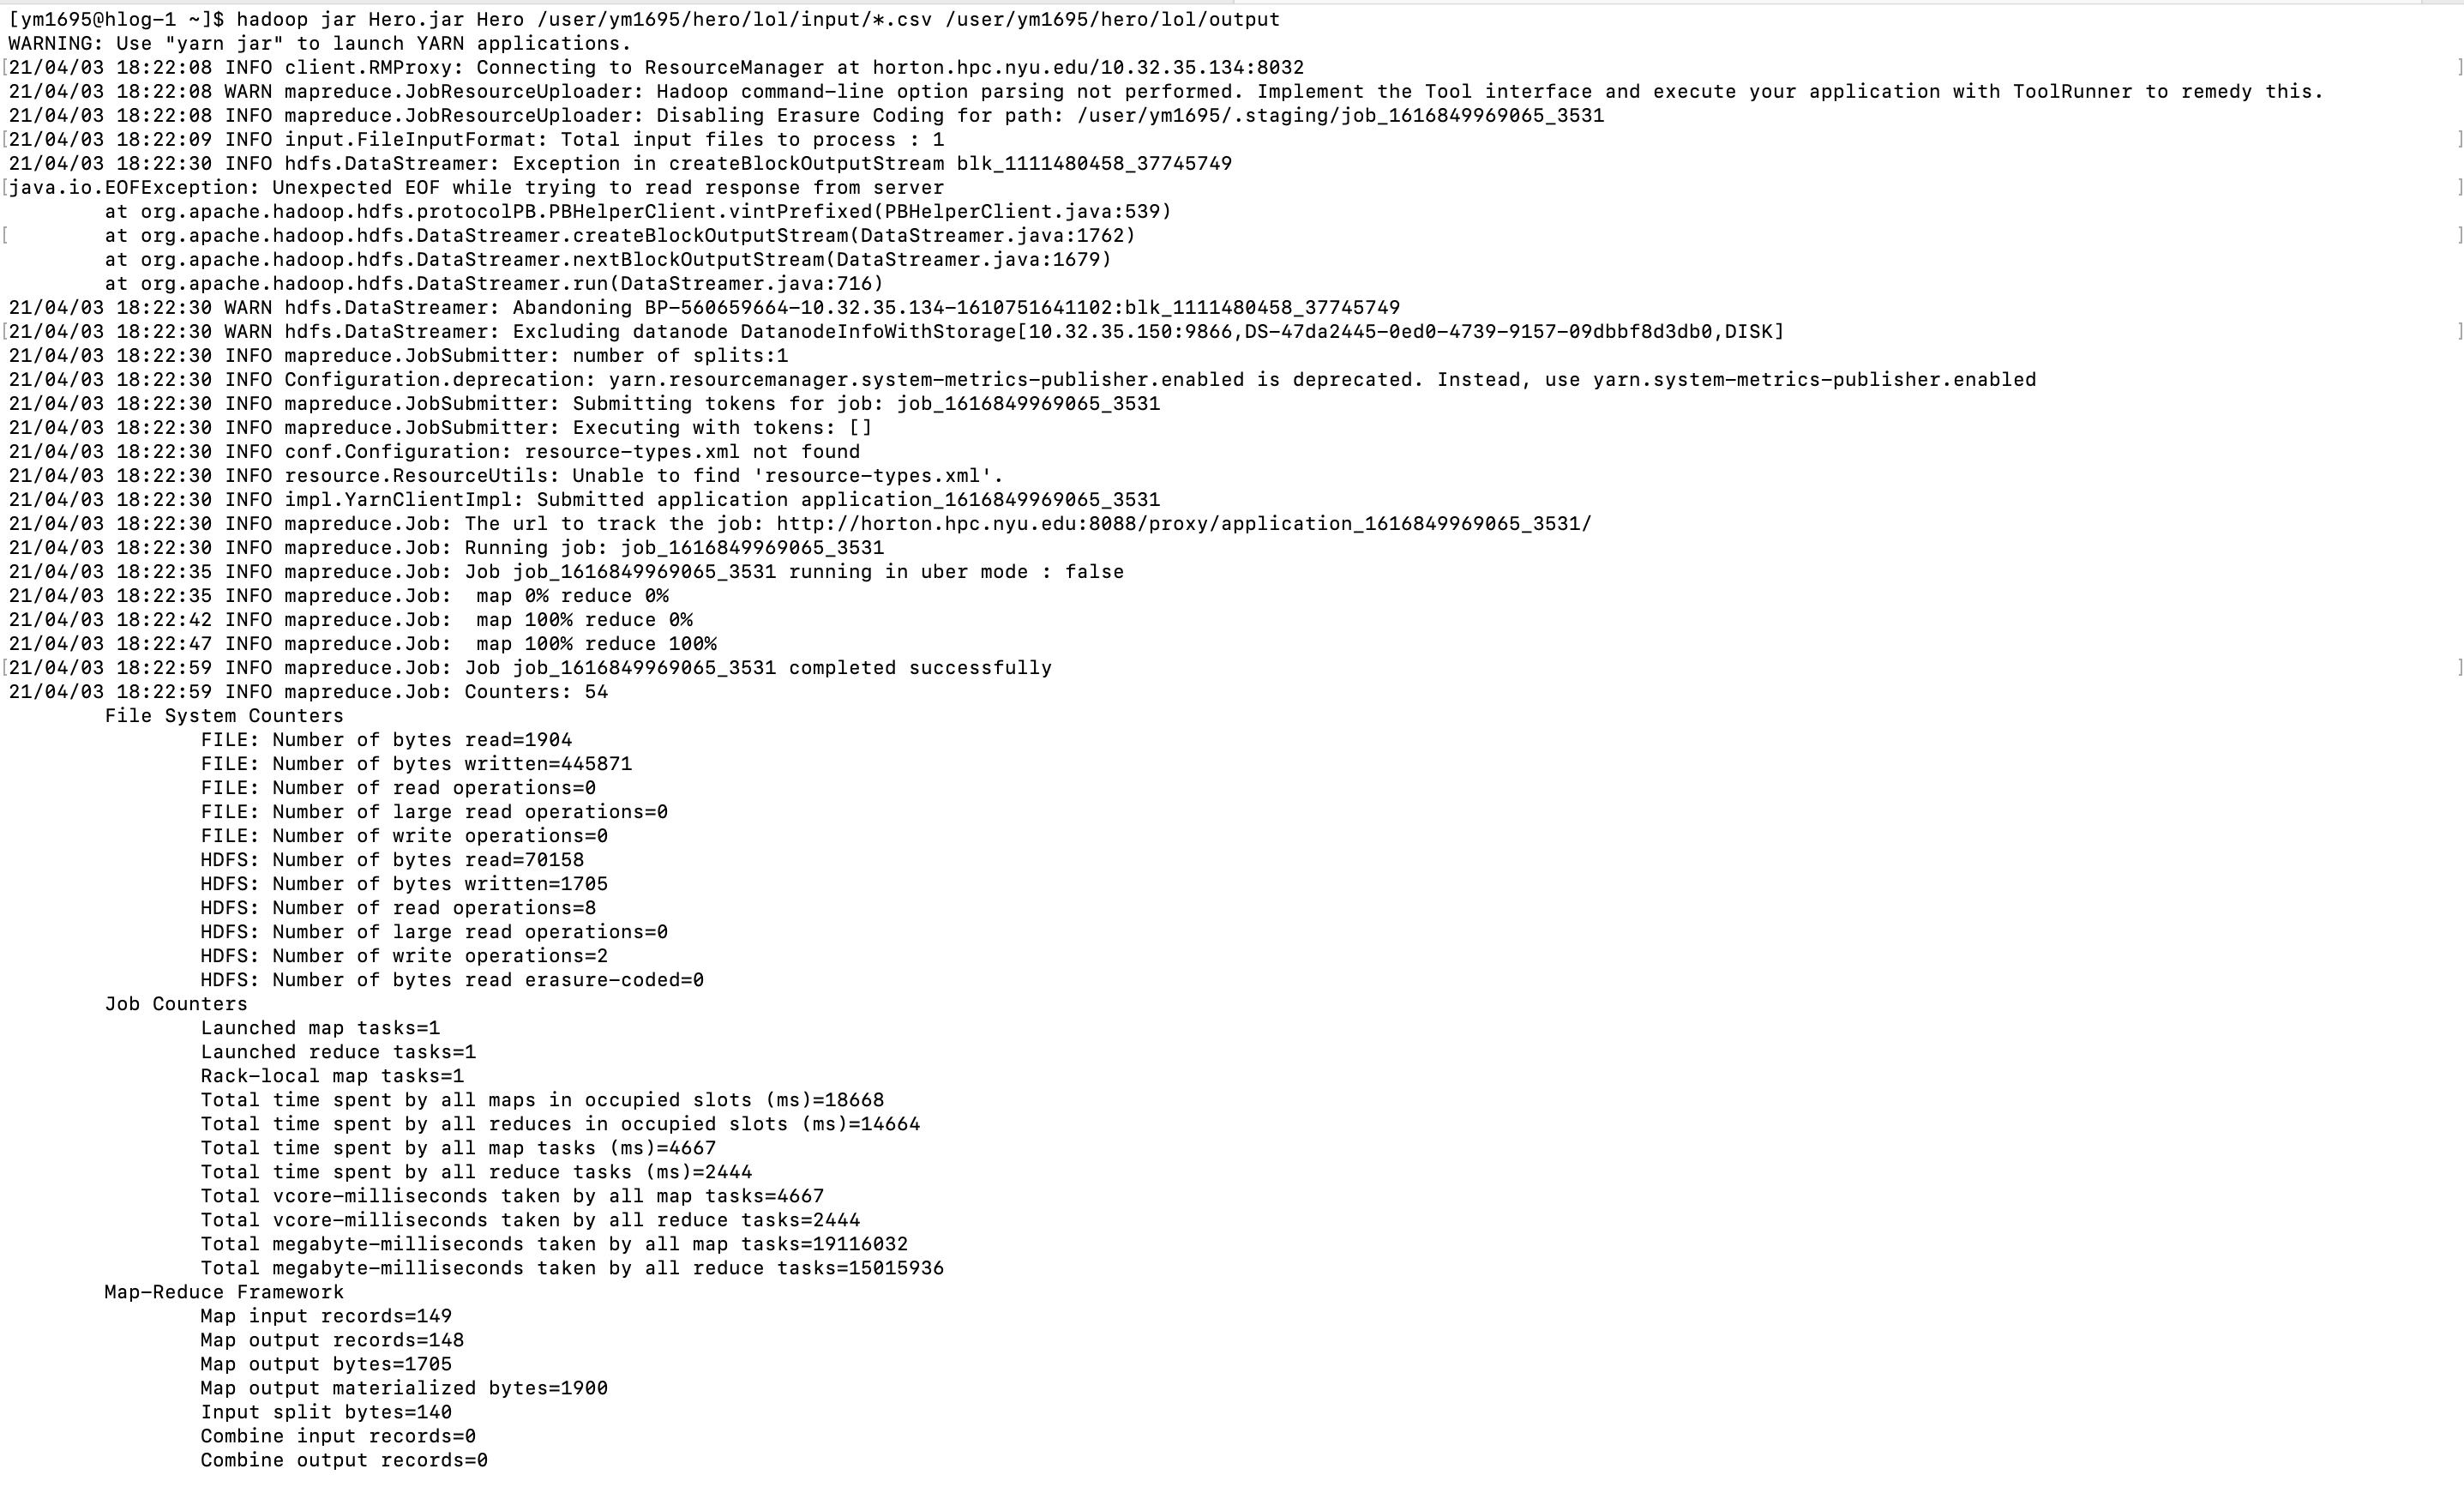 [ym1695@hlog-1 ~]$ hadoop jar Hero.jar Hero /user/ym1695/hero/lol/input/*.csv /user/ym1695/hero/lol/output
WARNING: Use "yarn jar" to launch YARN applications.
[21/04/03 18:22:08 INFO client.RMProxy: Connecting to ResourceManager at horton.hpc.nyu.edu/10.32.35.134:8032 ]
21/04/03 18:22:08 WARN mapreduce.JobResourceUploader: Hadoop command-line option parsing not performed. Implement the Tool interface and execute your application with ToolRunner to remedy this.
21/04/03 18:22:08 INFO mapreduce.JobResourceUploader: Disabling Erasure Coding for path: /user/ym1695/.staging/job_1616849969065_3531
[21/04/03 18:22:09 INFO input.FileInputFormat: Total input files to process : 1 ]
21/04/03 18:22:30 INFO hdfs.DataStreamer: Exception in createBlockOutputStream blk_1111480458_37745749
[java.io.EOFException: Unexpected EOF while trying to read response from server ]
at org.apache.hadoop.hdfs.protocolPB.PBHelperClient.vintPrefixed(PBHelperClient.java:539)
[ at org.apache.hadoop.hdfs.DataStreamer.createBlockOutputStream(DataStreamer.java:1762) ]
at org.apache.hadoop.hdfs.DataStreamer.nextBlockOutputStream(DataStreamer.java:1679)
at org.apache.hadoop.hdfs.DataStreamer.run(DataStreamer.java:716)
21/04/03 18:22:30 WARN hdfs.DataStreamer: Abandoning BP-560659664-10.32.35.134-1610751641102:blk_1111480458_37745749
[21/04/03 18:22:30 WARN hdfs.DataStreamer: Excluding datanode DatanodeInfoWithStorage[10.32.35.150:9866,DS-47da2445-0ed0-4739-9157-09dbbf8d3db0,DISK] ]
21/04/03 18:22:30 INFO mapreduce.JobSubmitter: number of splits:1
21/04/03 18:22:30 INFO Configuration.deprecation: yarn.resourcemanager.system-metrics-publisher.enabled is deprecated. Instead, use yarn.system-metrics-publisher.enabled
21/04/03 18:22:30 INFO mapreduce.JobSubmitter: Submitting tokens for job: job_1616849969065_3531
21/04/03 18:22:30 INFO mapreduce.JobSubmitter: Executing with tokens: []
21/04/03 18:22:30 INFO conf.Configuration: resource-types.xml not found
21/04/03 18:22:30 INFO resource.ResourceUtils: Unable to find 'resource-types.xml'.
21/04/03 18:22:30 INFO impl.YarnClientImpl: Submitted application application_1616849969065_3531
21/04/03 18:22:30 INFO mapreduce.Job: The url to track the job: http://horton.hpc.nyu.edu:8088/proxy/application_1616849969065_3531/
21/04/03 18:22:30 INFO mapreduce.Job: Running job: job_1616849969065_3531
21/04/03 18:22:35 INFO mapreduce.Job: Job job_1616849969065_3531 running in uber mode : false
21/04/03 18:22:35 INFO mapreduce.Job:  map 0% reduce 0%
21/04/03 18:22:42 INFO mapreduce.Job:  map 100% reduce 0%
21/04/03 18:22:47 INFO mapreduce.Job:  map 100% reduce 100%
[21/04/03 18:22:59 INFO mapreduce.Job: Job job_1616849969065_3531 completed successfully ]
21/04/03 18:22:59 INFO mapreduce.Job: Counters: 54
File System Counters
FILE: Number of bytes read=1904
FILE: Number of bytes written=445871
FILE: Number of read operations=0
FILE: Number of large read operations=0
FILE: Number of write operations=0
HDFS: Number of bytes read=70158
HDFS: Number of bytes written=1705
HDFS: Number of read operations=8
HDFS: Number of large read operations=0
HDFS: Number of write operations=2
HDFS: Number of bytes read erasure-coded=0
Job Counters
Launched map tasks=1
Launched reduce tasks=1
Rack-local map tasks=1
Total time spent by all maps in occupied slots (ms)=18668
Total time spent by all reduces in occupied slots (ms)=14664
Total time spent by all map tasks (ms)=4667
Total time spent by all reduce tasks (ms)=2444
Total vcore-milliseconds taken by all map tasks=4667
Total vcore-milliseconds taken by all reduce tasks=2444
Total megabyte-milliseconds taken by all map tasks=19116032
Total megabyte-milliseconds taken by all reduce tasks=15015936
Map-Reduce Framework
Map input records=149
Map output records=148
Map output bytes=1705
Map output materialized bytes=1900
Input split bytes=140
Combine input records=0
Combine output records=0